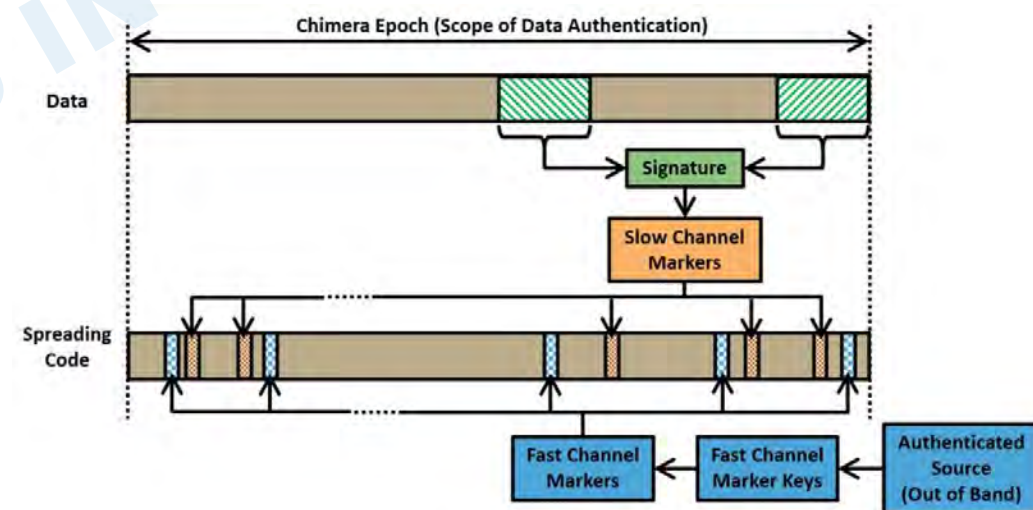 Chimera Epoch (Scope of Data Authentication)
Data
Signature
Slow Channel
Markers
Spreading
Code
Fast Channel
Markers
Fast Channel
Marker Keys
Authenticated
Source
(Out of Band)